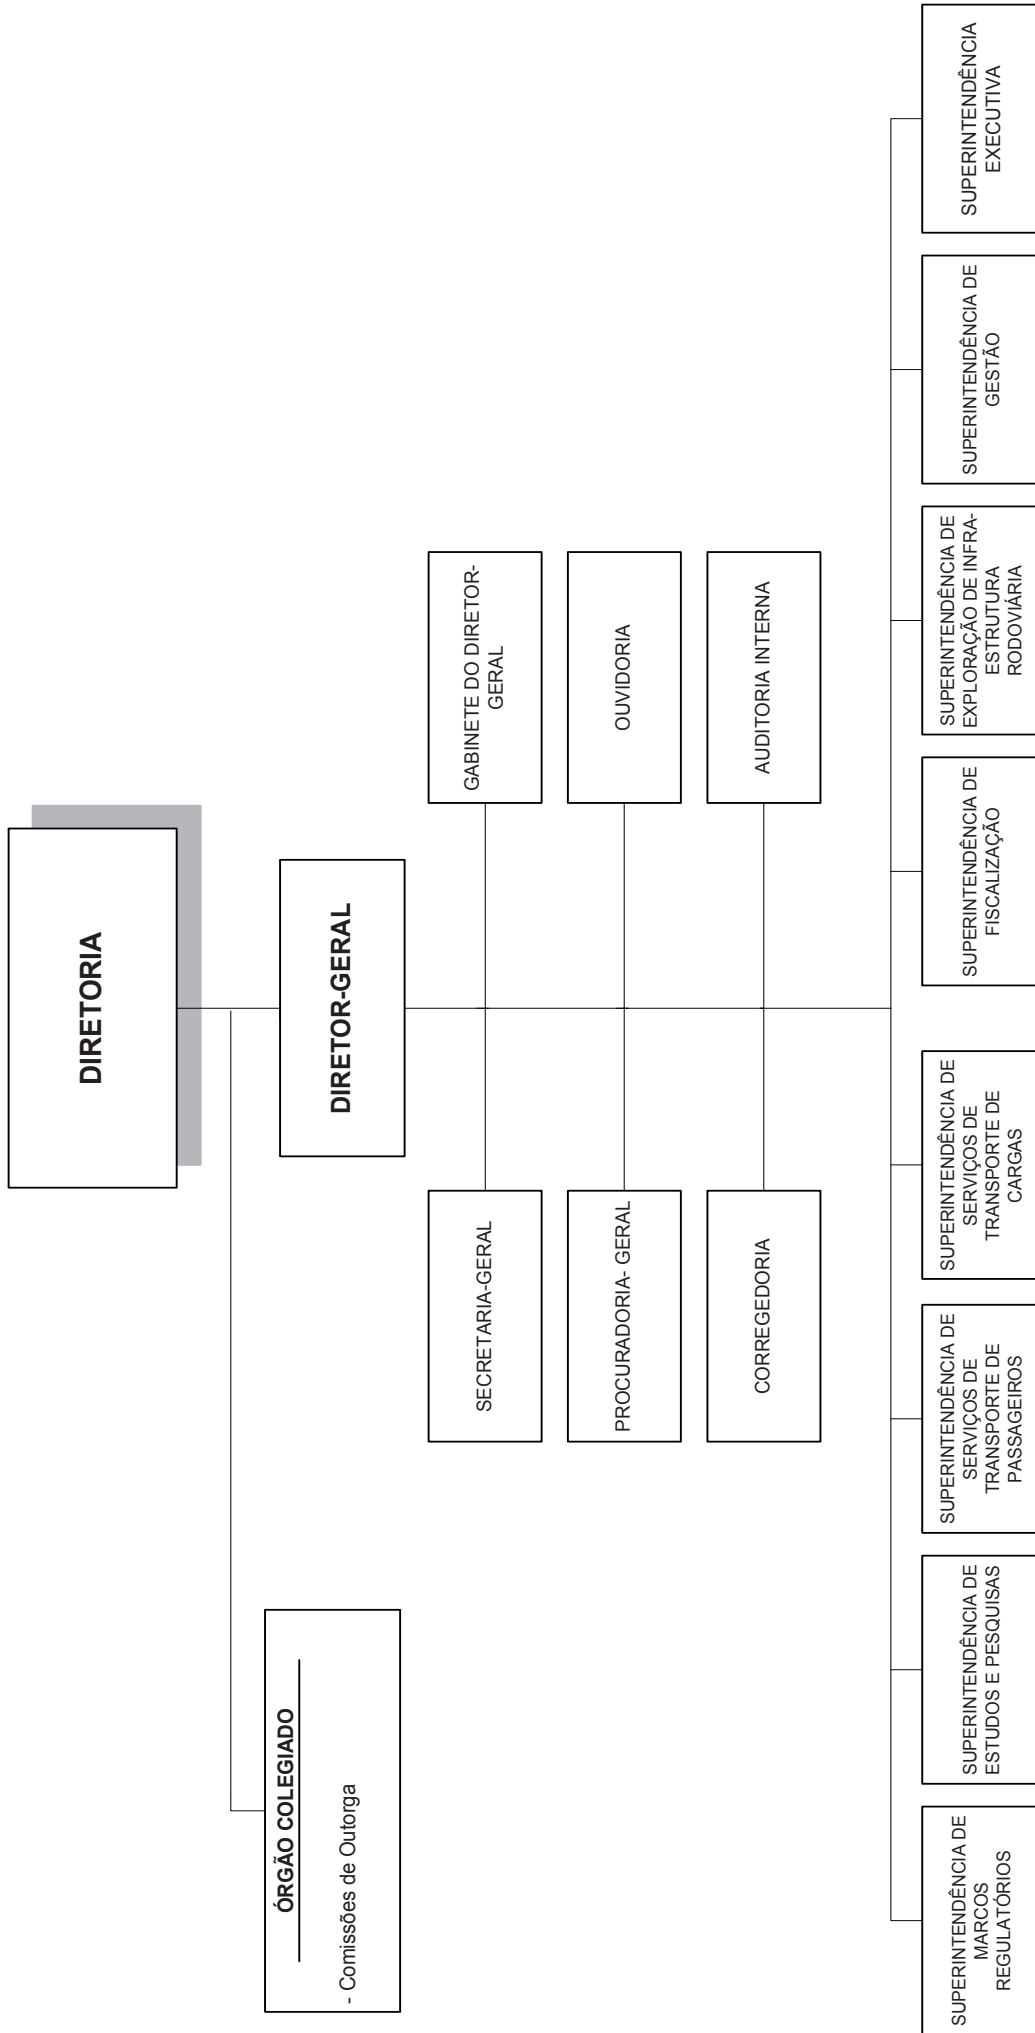 DIRETORIA
ÓRGÃO COLEGIADO
- Comissões de Outorga
DIRETOR-GERAL
SECRETARIA-GERAL
GABINETE DO DIRETOR-
GERAL
PROCURADORIA- GERAL
OUVIDORIA
CORREGEDORIA
AUDITORIA INTERNA
SUPERINTENDÊNCIA DE
MARCOS
REGULATÓRIOS
SUPERINTENDÊNCIA DE
ESTUDOS E PESQUISAS
SUPERINTENDÊNCIA DE
SERVIÇOS DE
TRANSPORTE DE
PASSAGEIROS
SUPERINTENDÊNCIA DE
SERVIÇOS DE
TRANSPORTE DE
CARGAS
SUPERINTENDÊNCIA DE
FISCALIZAÇÃO
SUPERINTENDÊNCIA DE
EXPLORAÇÃO DE INFRA-
ESTRUTURA
RODOVIÁRIA
SUPERINTENDÊNCIA DE
GESTÃO
SUPERINTENDÊNCIA
EXECUTIVA